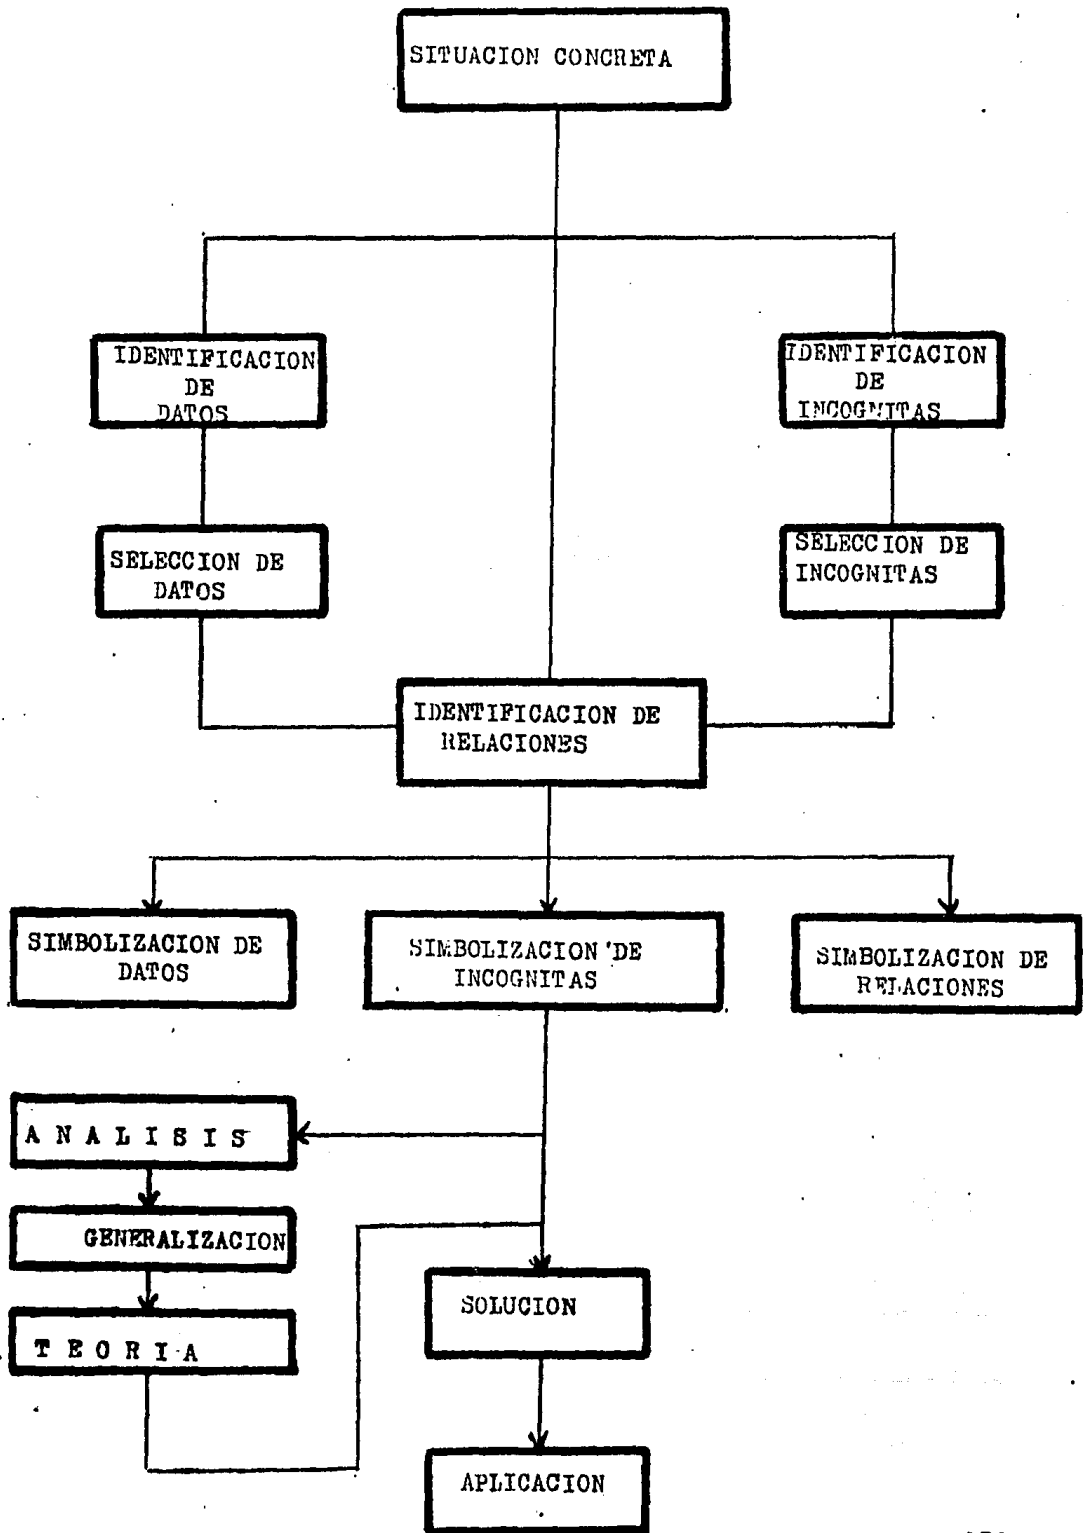 SITUACION CONCRETA
IDENTIFICACION
DE
DATOS
IDENTIFICACION
DE
INCOGNITAS
SELECCION DE
DATOS
SELECCION DE
INCOGNITAS
IDENTIFICACION DE
RELACIONES
SIMBOLIZACION DE
DATOS
SIMBOLIZACION DE
INCOGNITAS
SIMBOLIZACION DE
RELACIONES
A N A L I S I S
GENERALIZACION
T E O R I A
SOLUCION
APLICACION